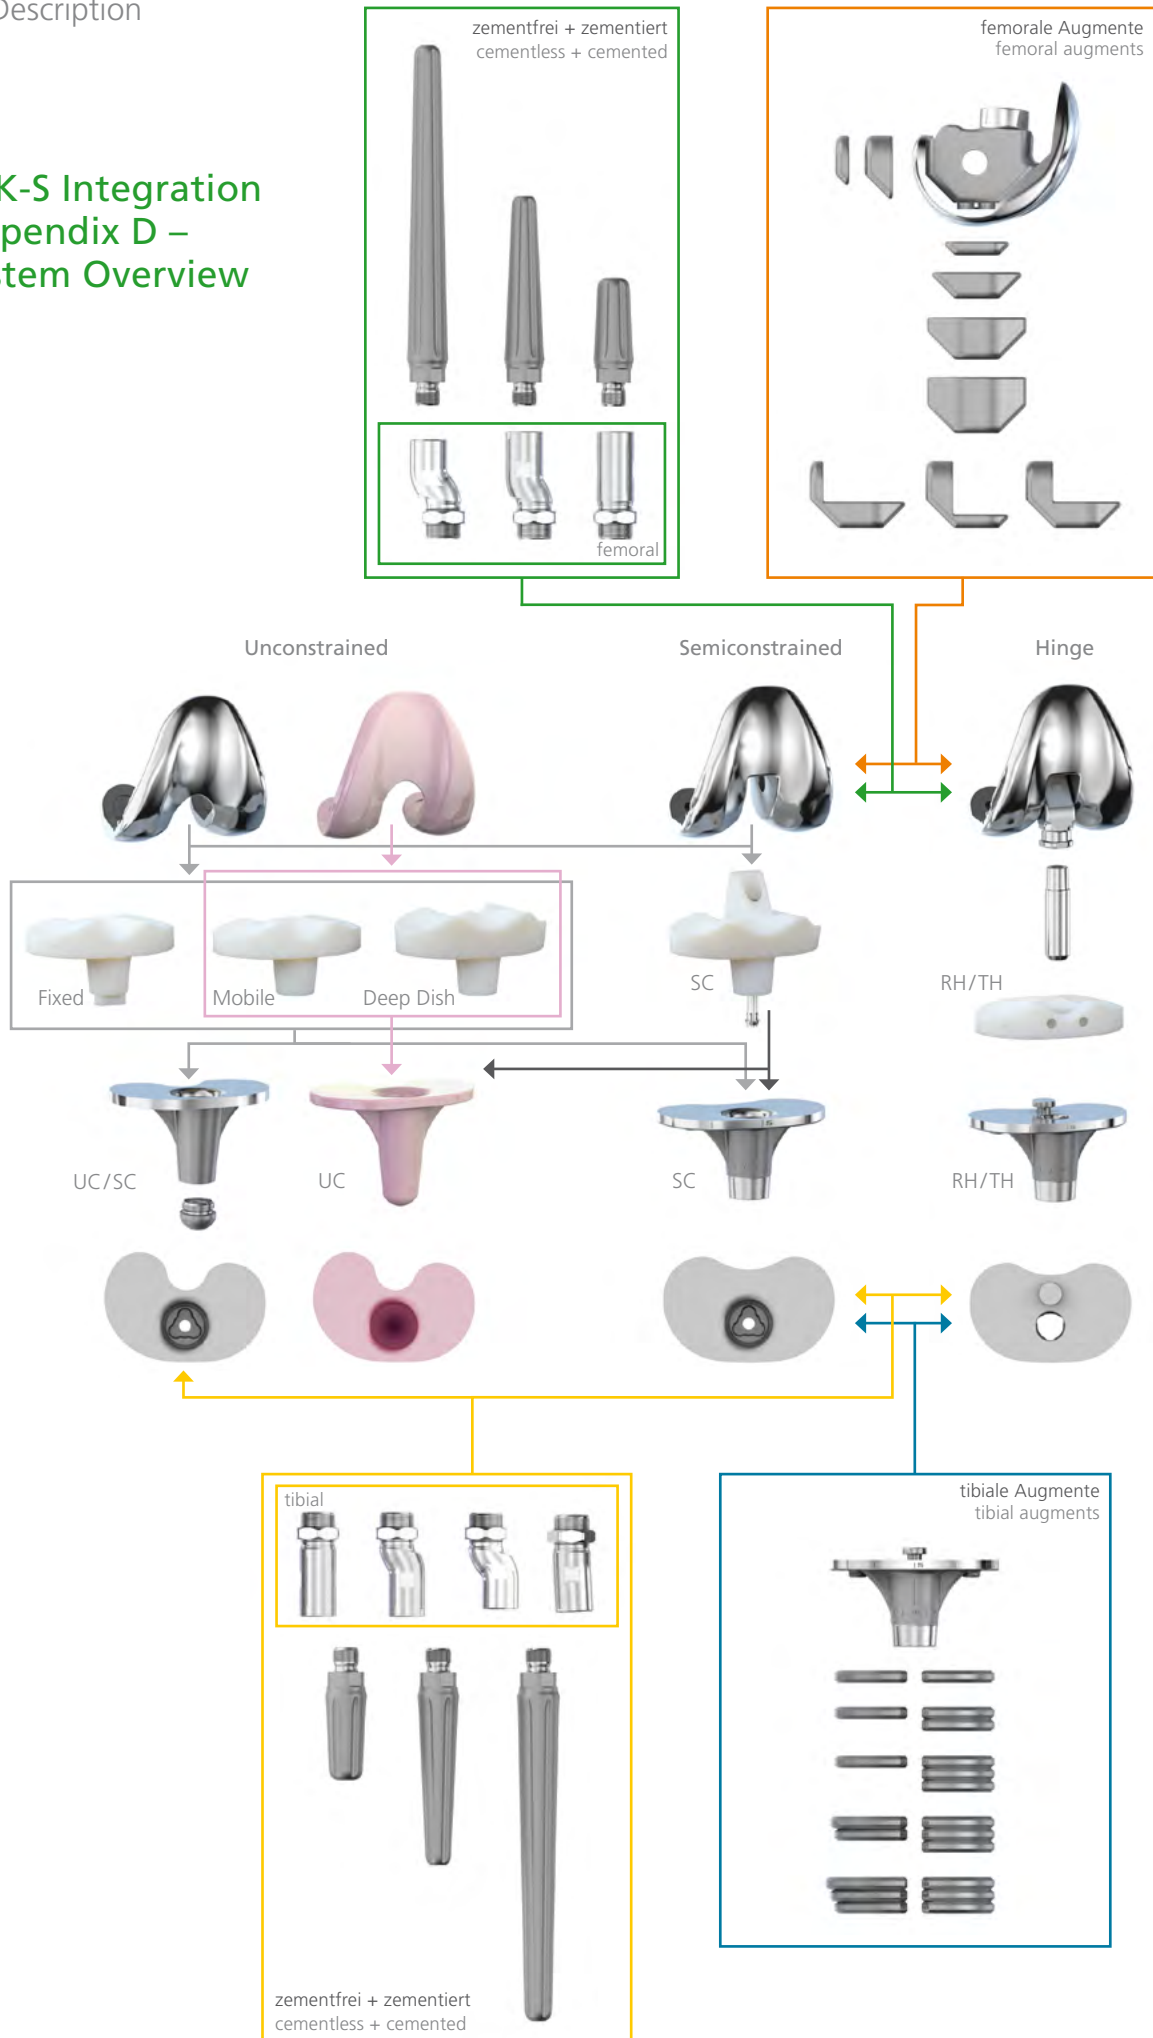 Description
K-S Integration
pendix D –
stem Overview
zementfrei + zementiert
cementless + cemented
femoral
femorale Augmente
femoral augments
Unconstrained
Semiconstrained
Hinge
Fixed
Mobile
Deep Dish
SC
RH/TH
UC/SC
UC
SC
RH/TH
tibial
zementfrei + zementiert
cementless + cemented
tibiale Augmente
tibial augments